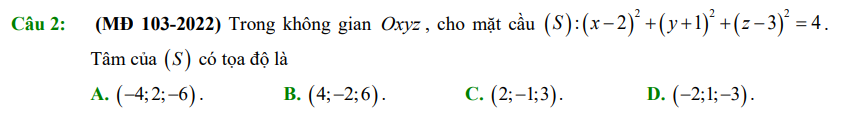 Câu 2: (MĐ 103-2022) Trong không gian Oxyz, cho mặt cầu (S):(x−2)²+(y+1)²+(z−3)²=4.
Tâm của (S) có tọa độ là
A. (−4;2;−6). B. (4;−2;6). C. (2;−1;3). D. (−2;1;−3).